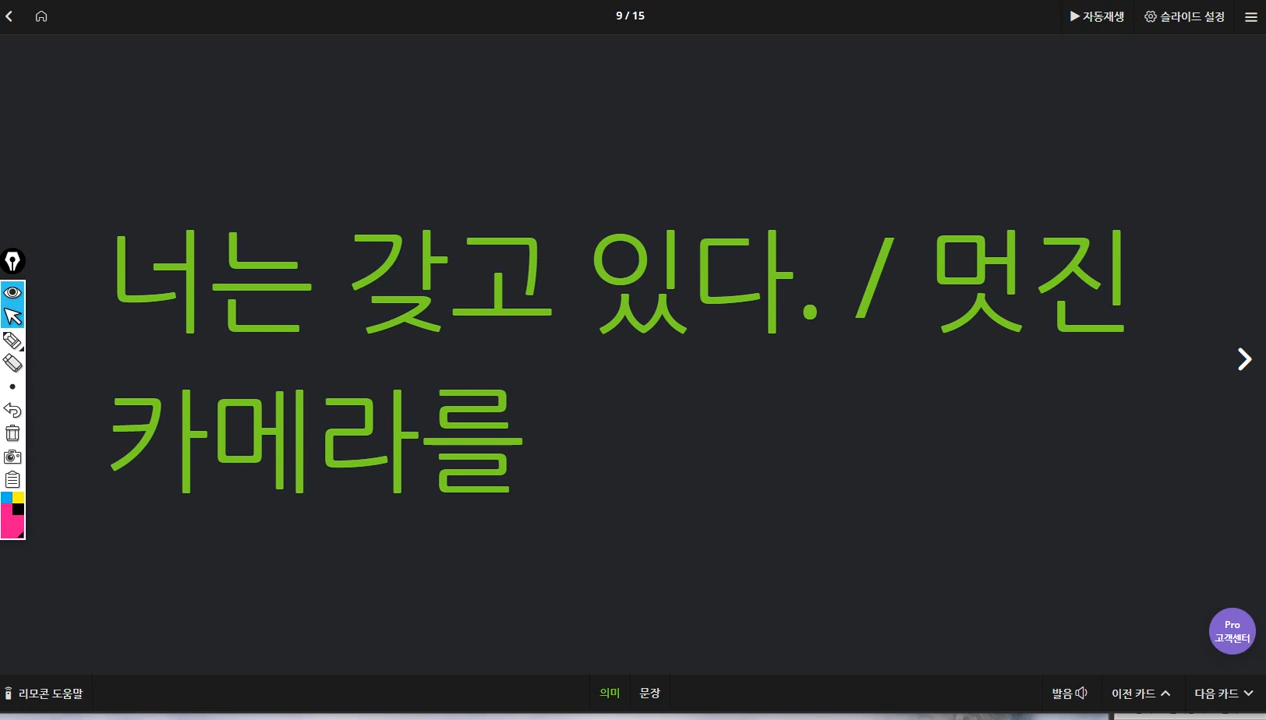 9 / 15
자동재생
슬라이드 설정
너는 갖고 있다. / 멋진
카메라를
Pro
고객센터
리모콘 도움말
의미
문장
발음
이전 카드
다음 카드